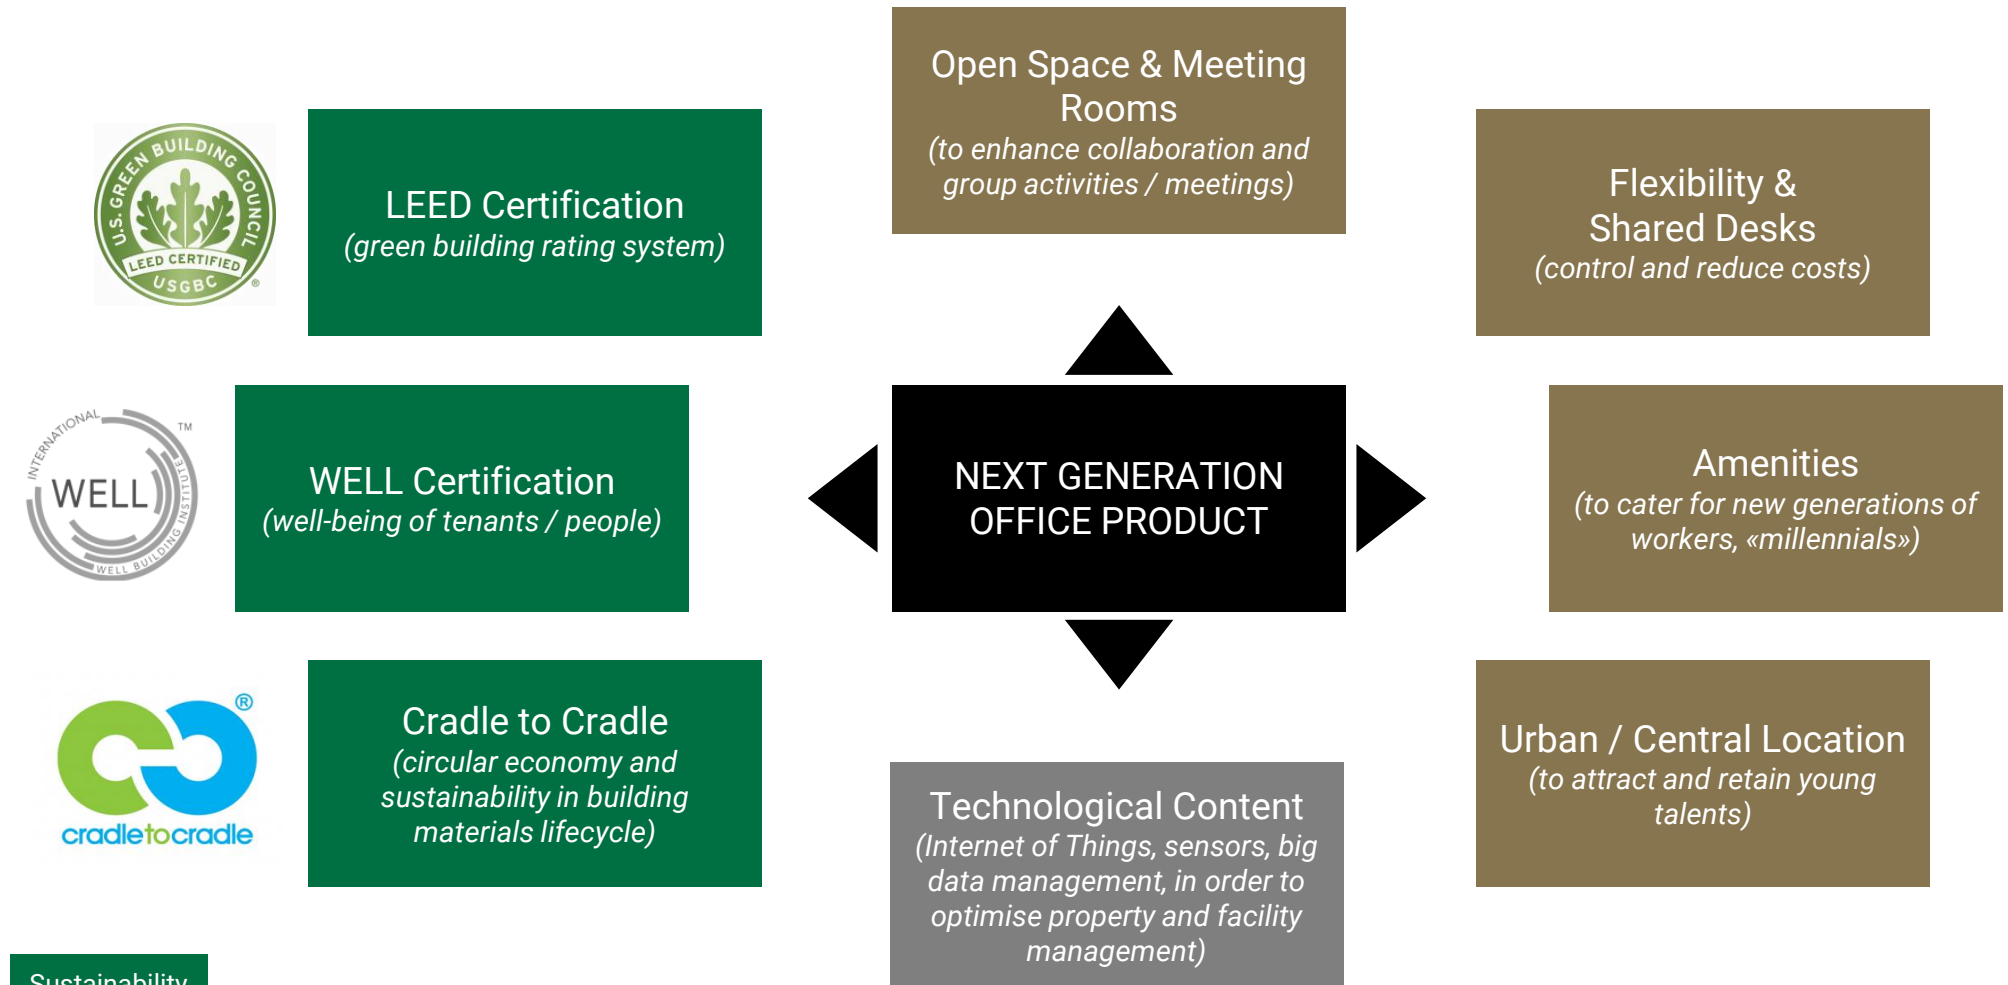 Open Space & Meeting
Rooms
(to enhance collaboration and
group activities / meetings)
U.S. GREEN BUILDING COUNCIL
LEED CERTIFIED
USGBC
®
LEED Certification
(green building rating system)
Flexibility &
Shared Desks
(control and reduce costs)
INTERNATIONAL
WELL
WELL BUILDING INSTITUTE
TM
WELL Certification
(well-being of tenants / people)
NEXT GENERATION
OFFICE PRODUCT
Amenities
(to cater for new generations of
workers, «millennials»)
®
cradletocradle
Cradle to Cradle
(circular economy and
sustainability in building
materials lifecycle)
Urban / Central Location
(to attract and retain young
talents)
Technological Content
(Internet of Things, sensors, big
data management, in order to
optimise property and facility
management)
Sustainability